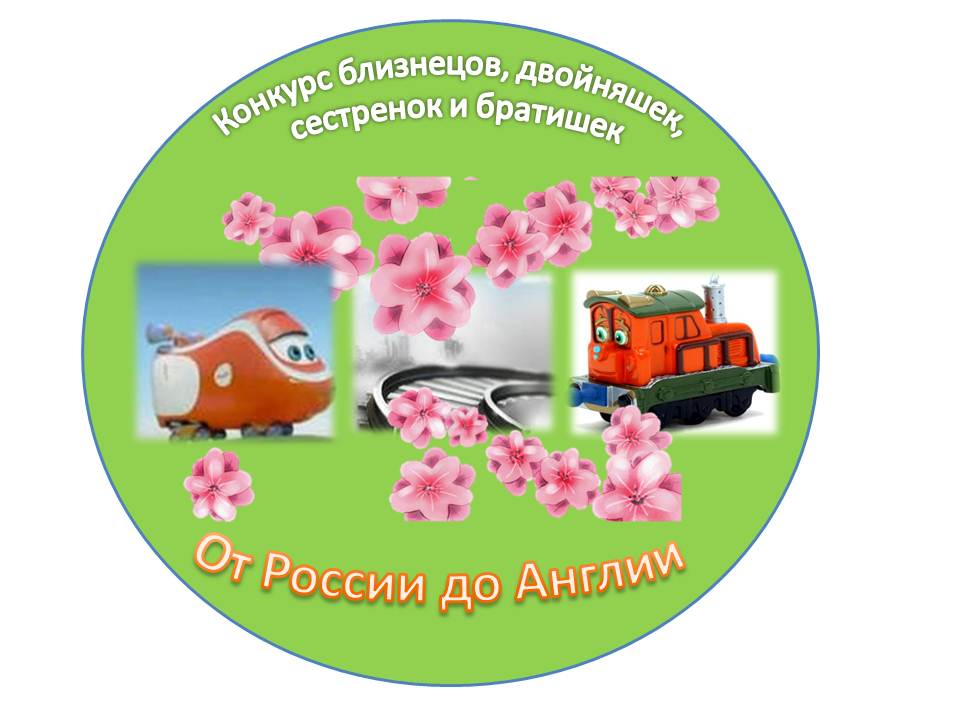 Конкурс близнецов, двойняшек,
сестренок и братишек
От России до Англии